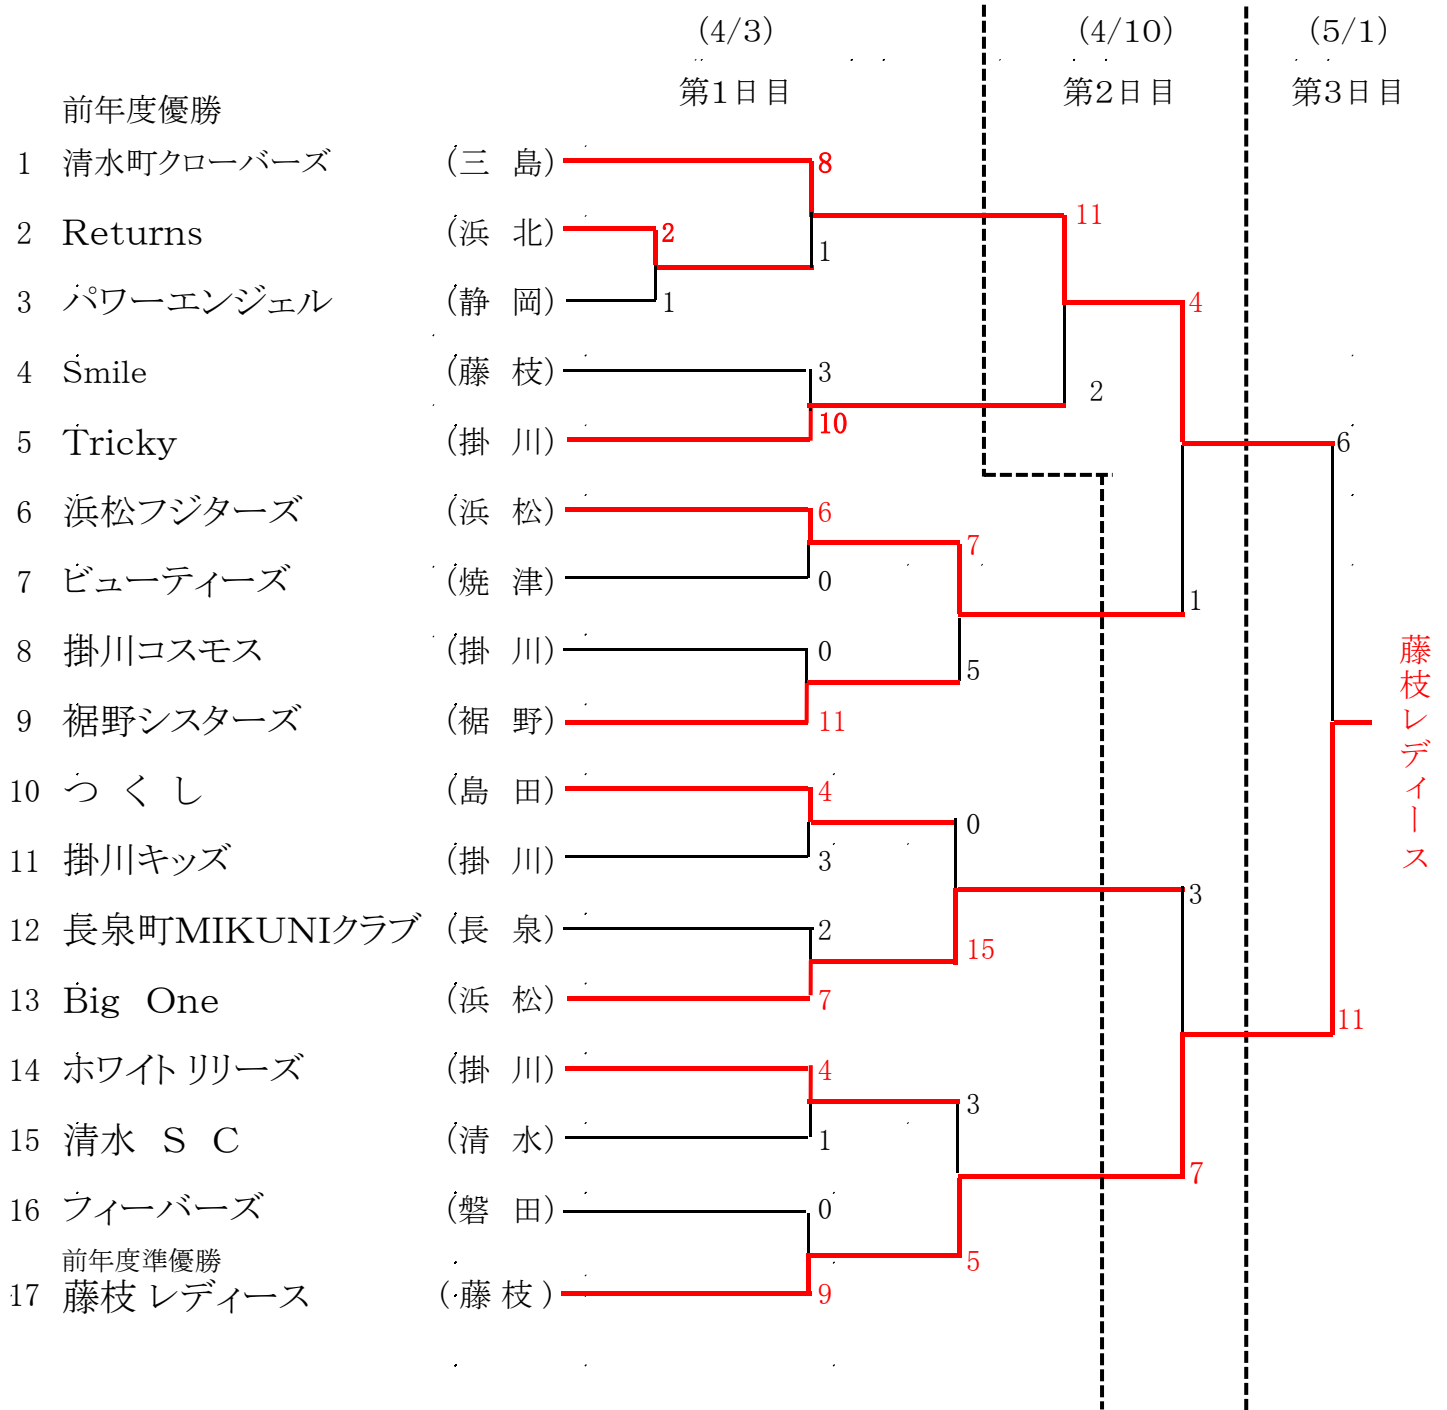 (4/3) (4/10) (5/1)
第1日目 第2日目 第3日目
前年度優勝
1 清水町クローバーズ (三 島) 8
11
2 Returns (浜 北) 2
1
3 パワーエンジェル (静 岡) 1
4
4 Smile (藤 枝) 3
2
5 Tricky (掛 川) 10
6
6 浜松フジターズ (浜 松) 6
7
7 ビューティーズ (焼 津) 0
1
8 掛川コスモス (掛 川) 0
5
9 裾野シスターズ (裾 野) 11
藤枝レディース
10 つ く し (島 田) 4
0
11 掛川キッズ (掛 川) 3
3
12 長泉町MIKUNIクラブ (長 泉) 2
15
13 Big One (浜 松) 7
11
14 ホワイトリリーズ (掛 川) 4
3
15 清水 S C (清 水) 1
7
16 フィーバーズ (磐 田) 0
前年度準優勝
5
17 藤枝 レディース (藤 枝) 9